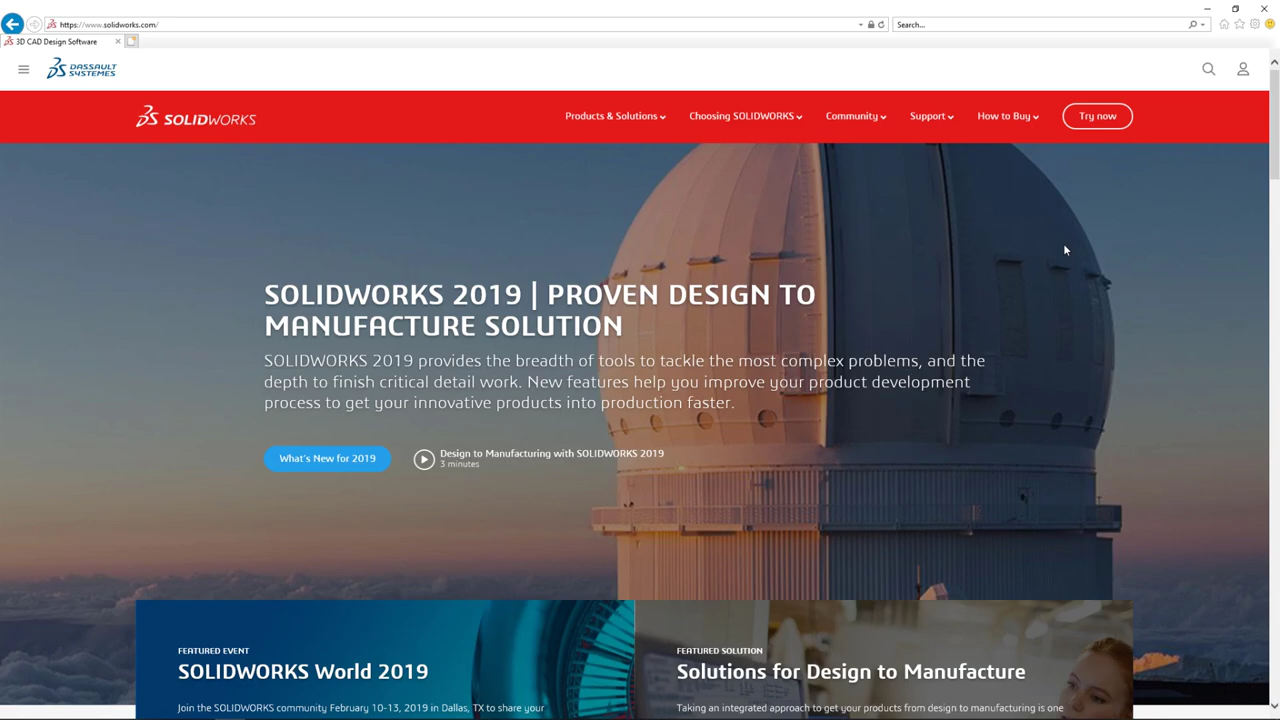 https://www.solidworks.com/
Search...
3D CAD Design Software
DASSAULT
SYSTEMES
SOLIDWORKS
Products & Solutions
Choosing SOLIDWORKS
Community
Support
How to Buy
Try now
SOLIDWORKS 2019 | PROVEN DESIGN TO
MANUFACTURE SOLUTION
SOLIDWORKS 2019 provides the breadth of tools to tackle the most complex problems, and the
depth to finish critical detail work. New features help you improve your product development
process to get your innovative products into production faster.
What's New for 2019
Design to Manufacturing with SOLIDWORKS 2019
3 minutes
FEATURED EVENT
SOLIDWORKS World 2019
Join the SOLIDWORKS community February 10-13, 2019 in Dallas, TX to share your
FEATURED SOLUTION
Solutions for Design to Manufacture
Taking an integrated approach to get your products from design to manufacturing is one